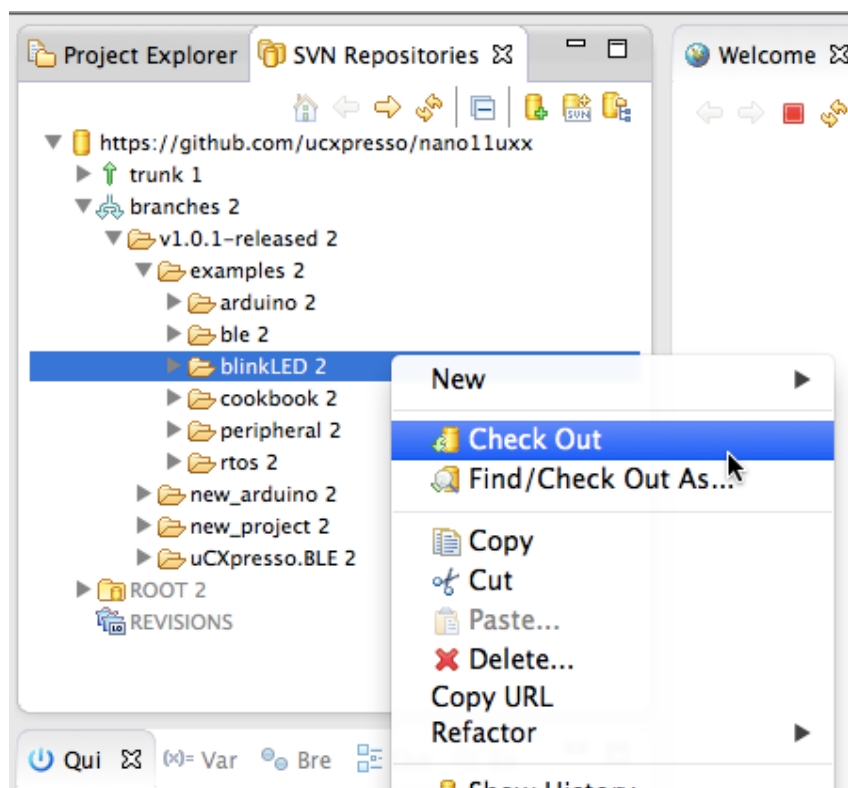 Project Explorer SVN Repositories Welcome
SVN
https://github.com/ucxpresso/nano11uxx
trunk 1
branches 2
v1.0.1-released 2
examples 2
arduino 2
ble 2
blinkLED 2
cookbook 2
peripheral 2
rtos 2
new_arduino 2
new_project 2
uCXpresso.BLE 2
ROOT 2
REVISIONS
New
Check Out
Find/Check Out As...
Copy
Cut
Paste...
Delete...
Copy URL
Refactor
Show History
Qui (x)= Var Bre